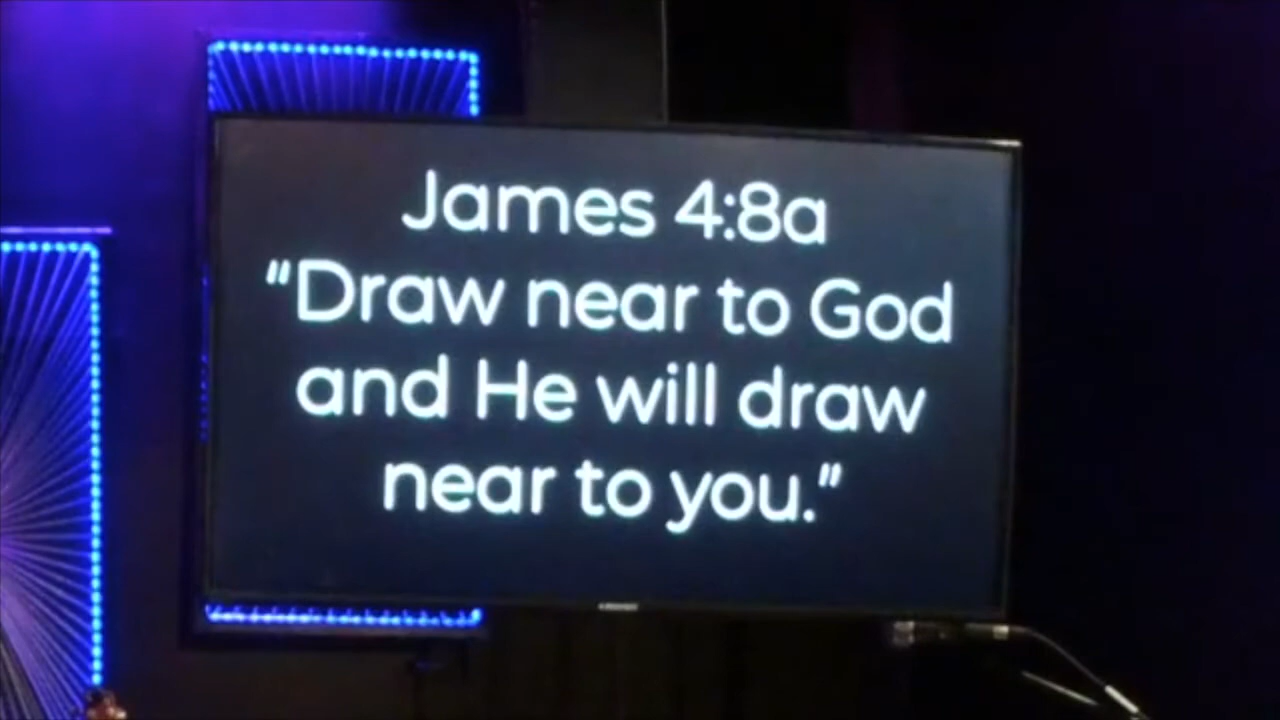 James 4:8a
“Draw near to God
and He will draw
near to you.”